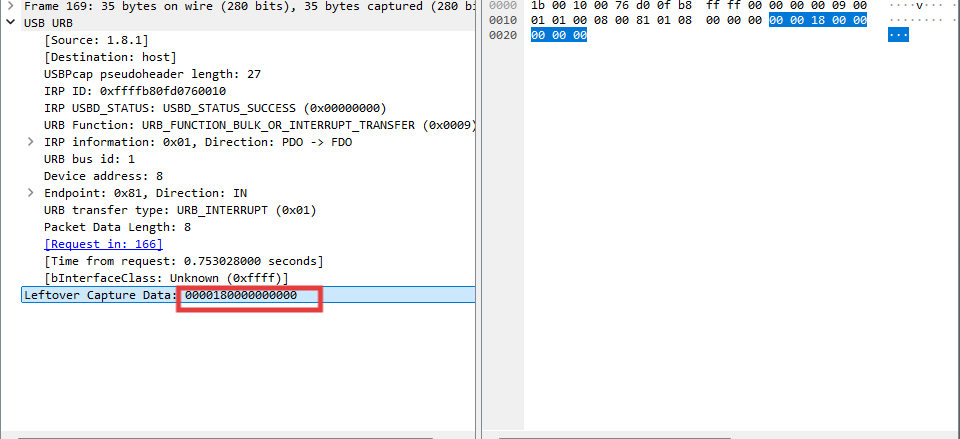 Frame 169: 35 bytes on wire (280 bits), 35 bytes captured (280 bi
USB URB
[Source: 1.8.1]
[Destination: host]
USBPcap pseudoheader length: 27
IRP ID: 0xffffb80fd0760010
IRP USBD_STATUS: USBD_STATUS_SUCCESS (0x00000000)
URB Function: URB_FUNCTION_BULK_OR_INTERRUPT_TRANSFER (0x0009)
IRP information: 0x01, Direction: PDO -> FDO
URB bus id: 1
Device address: 8
Endpoint: 0x81, Direction: IN
URB transfer type: URB_INTERRUPT (0x01)
Packet Data Length: 8
[Request in: 166]
[Time from request: 0.753028000 seconds]
[bInterfaceClass: Unknown (0xffff)]
Leftover Capture Data: 0000180000000000
0000 1b 00 10 00 76 d0 0f b8 ff ff 00 00 00 00 09 00 ····v··· ········
0010 01 01 00 08 00 81 01 08 00 00 00 00 00 18 00 00 ········ ········
0020 00 00 00 ···